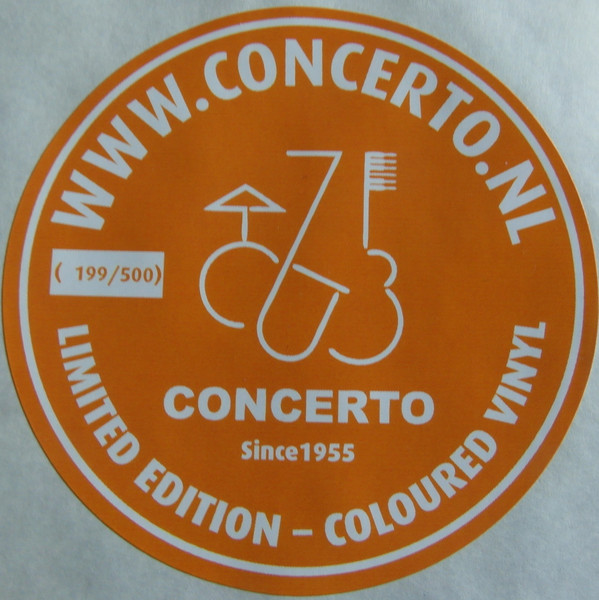 WWW.CONCERTO.NL
( 199/500)
CONCERTO
Since1955
LIMITED EDITION – COLOURED VINYL